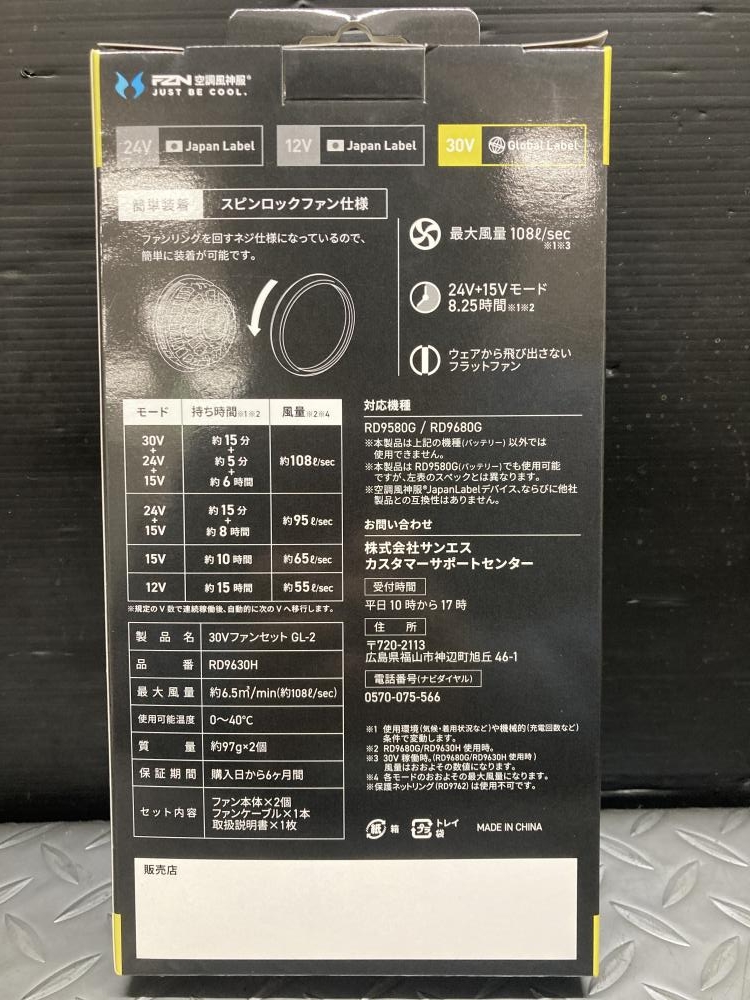 FZN 空調風神服®
JUST BE COOL.
24V Japan Label
12V Japan Label
30V Global Label
簡単装着 スピンロックファン仕様
ファンリングを回すネジ仕様になっているので、
簡単に装着が可能です。
最大風量 108ℓ/sec
※1※3
24V+15Vモード
8.25時間※1※2
ウェアから飛び出さない
フラットファン
モード 持ち時間※1※2 風量※2※4
30V + 24V + 15V 約15分 + 約5分 + 約6時間 約108ℓ/sec
24V + 15V 約15分 + 約8時間 約95ℓ/sec
15V 約10時間 約65ℓ/sec
12V 約15時間 約55ℓ/sec
※規定のV数で連続稼働後、自動的に次のVへ移行します。
製品名 30Vファンセット GL-2
品番 RD9630H
最大風量 約6.5㎥/min(約108ℓ/sec)
使用可能温度 0〜40℃
質量 約97g×2個
保証期間 購入日から6ヶ月間
セット内容 ファン本体×2個
ファンケーブル×1本
取扱説明書×1枚
対応機種
RD9580G / RD9680G
※本製品は上記の機種(バッテリー)以外では
使用できません。
※本製品は RD9580G(バッテリー)でも使用可能
ですが、左表のスペックとは異なります。
※空調風神服®JapanLabelデバイス、ならびに他社
製品との互換性はありません。
お問い合わせ
株式会社サンエス
カスタマーサポートセンター
受付時間
平日10時から17時
住所
〒720-2113
広島県福山市神辺町旭丘 46-1
電話番号(ナビダイヤル)
0570-075-566
※1 使用環境(気候・着用状況など)や機械的(充電回数など)
条件で変動します。
※2 RD9680G/RD9630H 使用時。
※3 30V 稼働時。(RD9680G/RD9630H 使用時)
風量はおおよその数値になります。
※4 各モードのおおよその最大風量になります。
※保護ネットリング(RD9762)は使用不可です。
紙 箱 プラ トレイ
袋
MADE IN CHINA
販売店